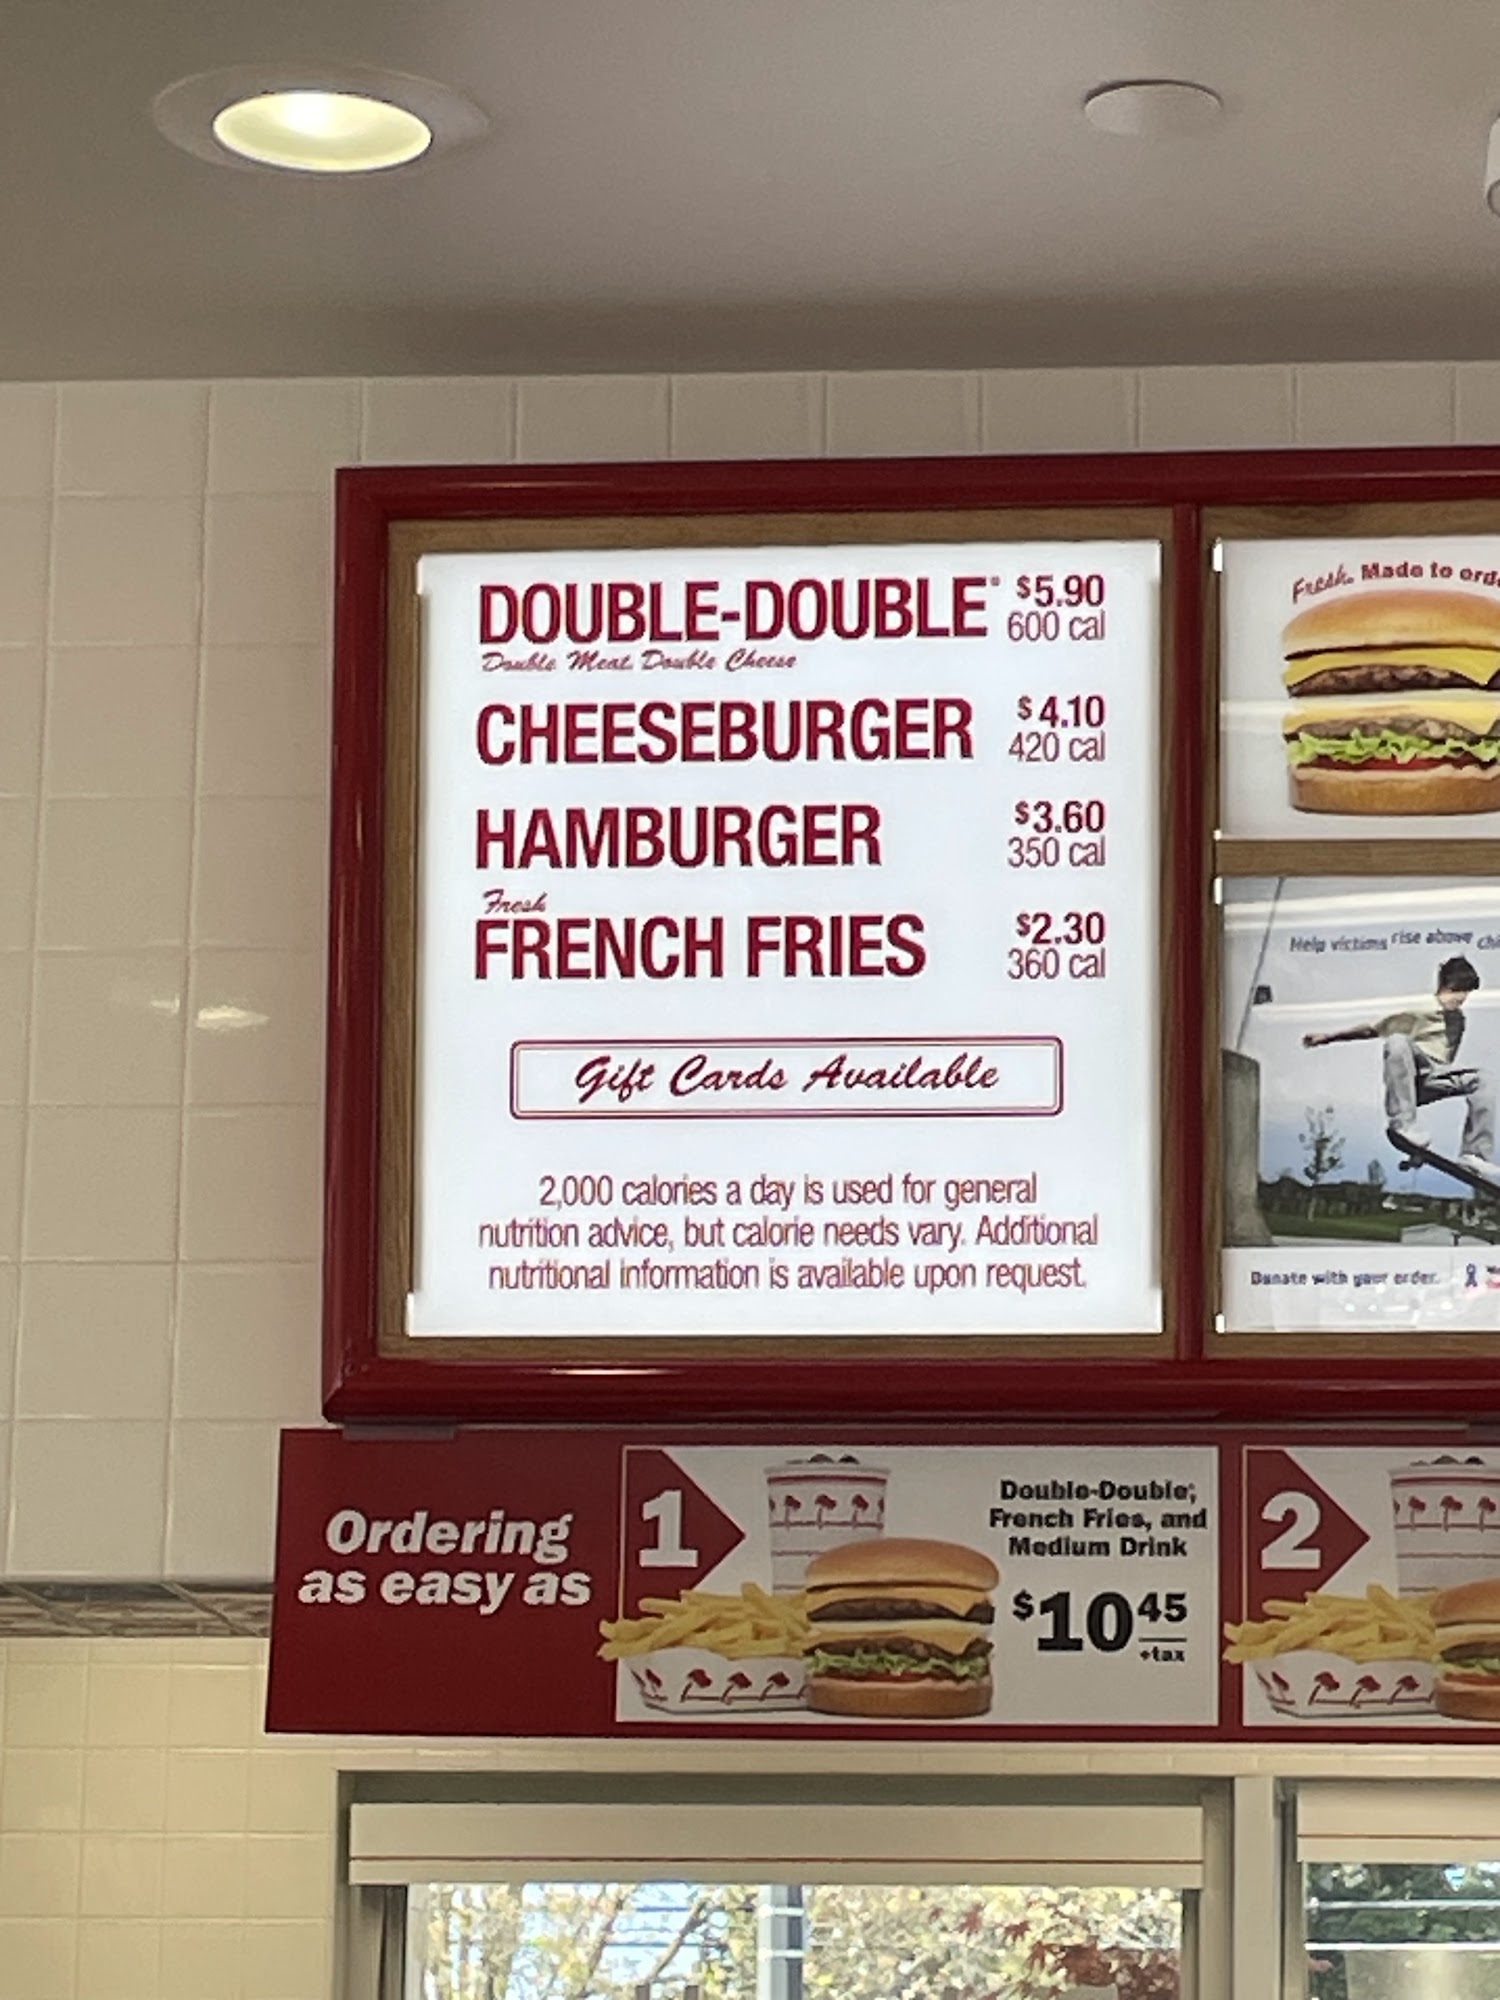 DOUBLE-DOUBLE® $5.90
600 cal
Double Meat Double Cheese
CHEESEBURGER $4.10
420 cal
HAMBURGER $3.60
350 cal
Fresh
FRENCH FRIES $2.30
360 cal
Gift Cards Available
2,000 calories a day is used for general
nutrition advice, but calorie needs vary. Additional
nutritional information is available upon request.
Fresh. Made to
Help victims rise above
Donate with your order.
Ordering
as easy as
1
Double-Double®,
French Fries, and
Medium Drink
$10 45
+tax
2